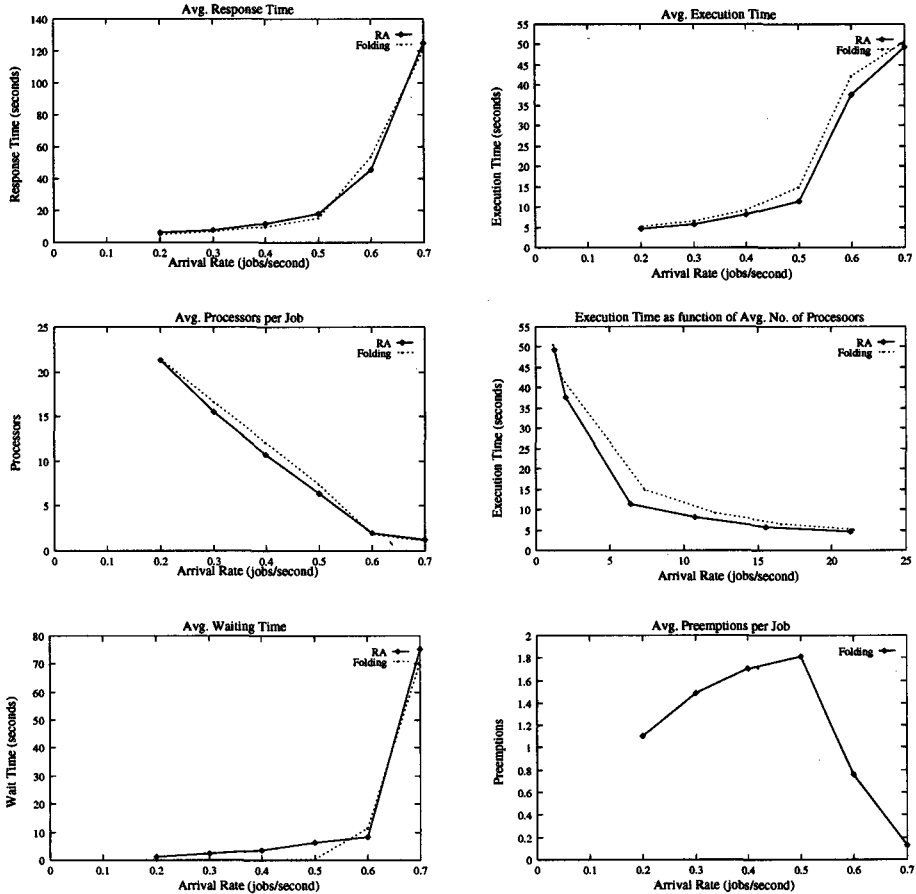 Avg. Response Time
140
120
100
80
60
40
20
0
Response Time (seconds)
RA
Folding
0 0.1 0.2 0.3 0.4 0.5 0.6 0.7
Arrival Rate (jobs/second)
Avg. Execution Time
55
50
45
40
35
30
25
20
15
10
5
0
Execution Time (seconds)
RA
Folding
0 0.1 0.2 0.3 0.4 0.5 0.6 0.7
Arrival Rate (jobs/second)
Avg. Processors per Job
25
20
15
10
5
0
Processors
RA
Folding
0 0.1 0.2 0.3 0.4 0.5 0.6 0.7
Arrival Rate (jobs/second)
Execution Time as function of Avg. No. of Procesoors
55
50
45
40
35
30
25
20
15
10
5
0
Execution Time (seconds)
RA
Folding
0 5 10 15 20 25
Arrival Rate (jobs/second)
Avg. Waiting Time
80
70
60
50
40
30
20
10
0
Wait Time (seconds)
RA
Folding
0 0.1 0.2 0.3 0.4 0.5 0.6 0.7
Arrival Rate (jobs/second)
Avg. Preemptions per Job
2
1.8
1.6
1.4
1.2
1
0.8
0.6
0.4
0.2
0
Preemptions
Folding
0 0.1 0.2 0.3 0.4 0.5 0.6 0.7
Arrival Rate (jobs/second)